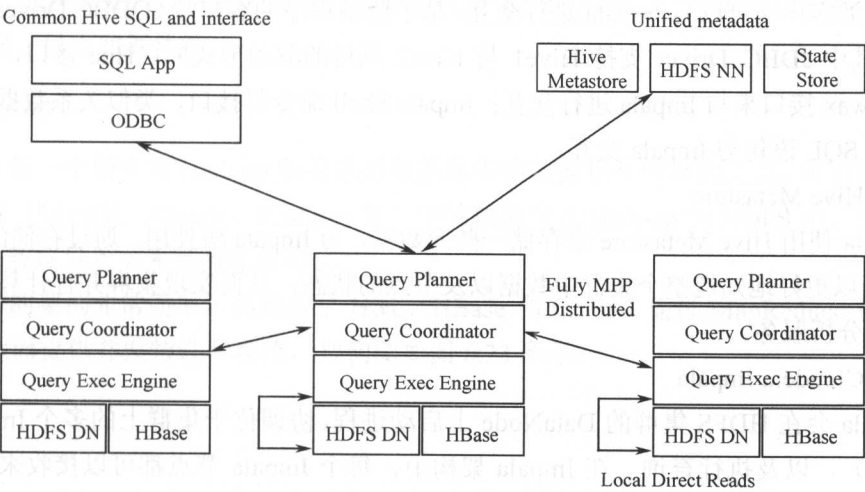 Common Hive SQL and interface
SQL App
ODBC
Unified metadata
Hive
Metastore
HDFS NN
State
Store
Query Planner
Query Coordinator
Query Exec Engine
HDFS DN
HBase
Query Planner
Query Coordinator
Query Exec Engine
HDFS DN
HBase
Fully MPP
Distributed
Query Planner
Query Coordinator
Query Exec Engine
HDFS DN
HBase
Local Direct Reads